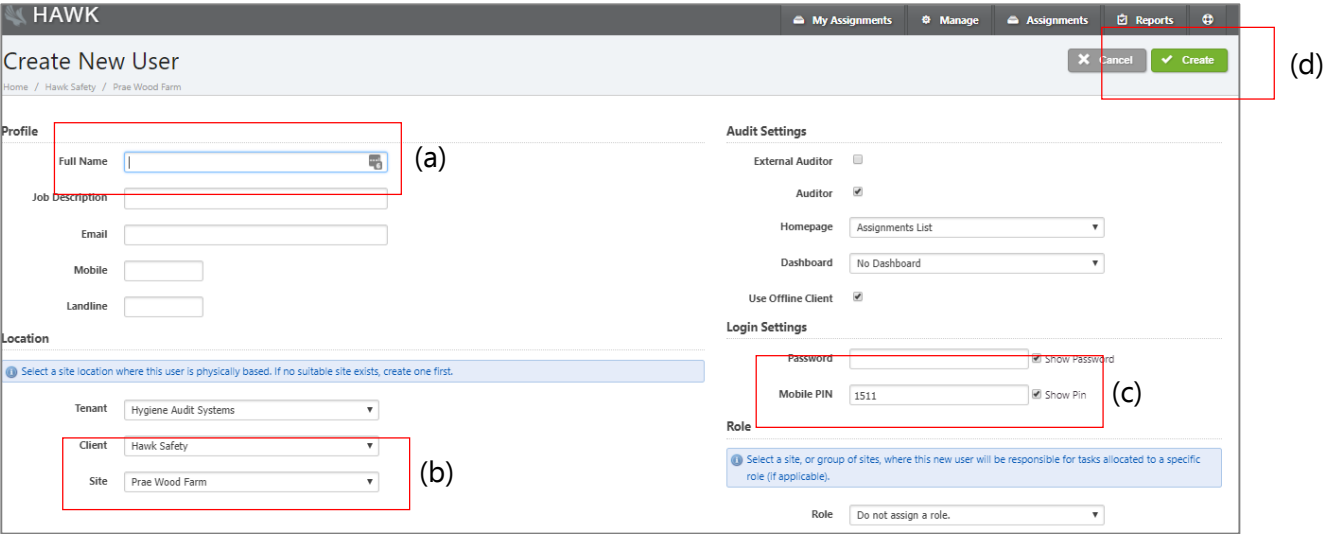 HAWK
My Assignments
Manage
Assignments
Reports
Create New User
Cancel
Create
(d)
Home / Hawk Safety / Prae Wood Farm
Profile
Full Name
(a)
Job Description
Email
Mobile
Landline
Location
Select a site location where this user is physically based. If no suitable site exists, create one first.
Tenant Hygiene Audit Systems
Client Hawk Safety
Site Prae Wood Farm
(b)
Audit Settings
External Auditor
Auditor
Homepage Assignments List
Dashboard No Dashboard
Use Offline Client
Login Settings
Password Show Password
Mobile PIN 1511 Show Pin
(c)
Role
Select a site, or group of sites, where this new user will be responsible for tasks allocated to a specific
role (if applicable).
Role Do not assign a role.